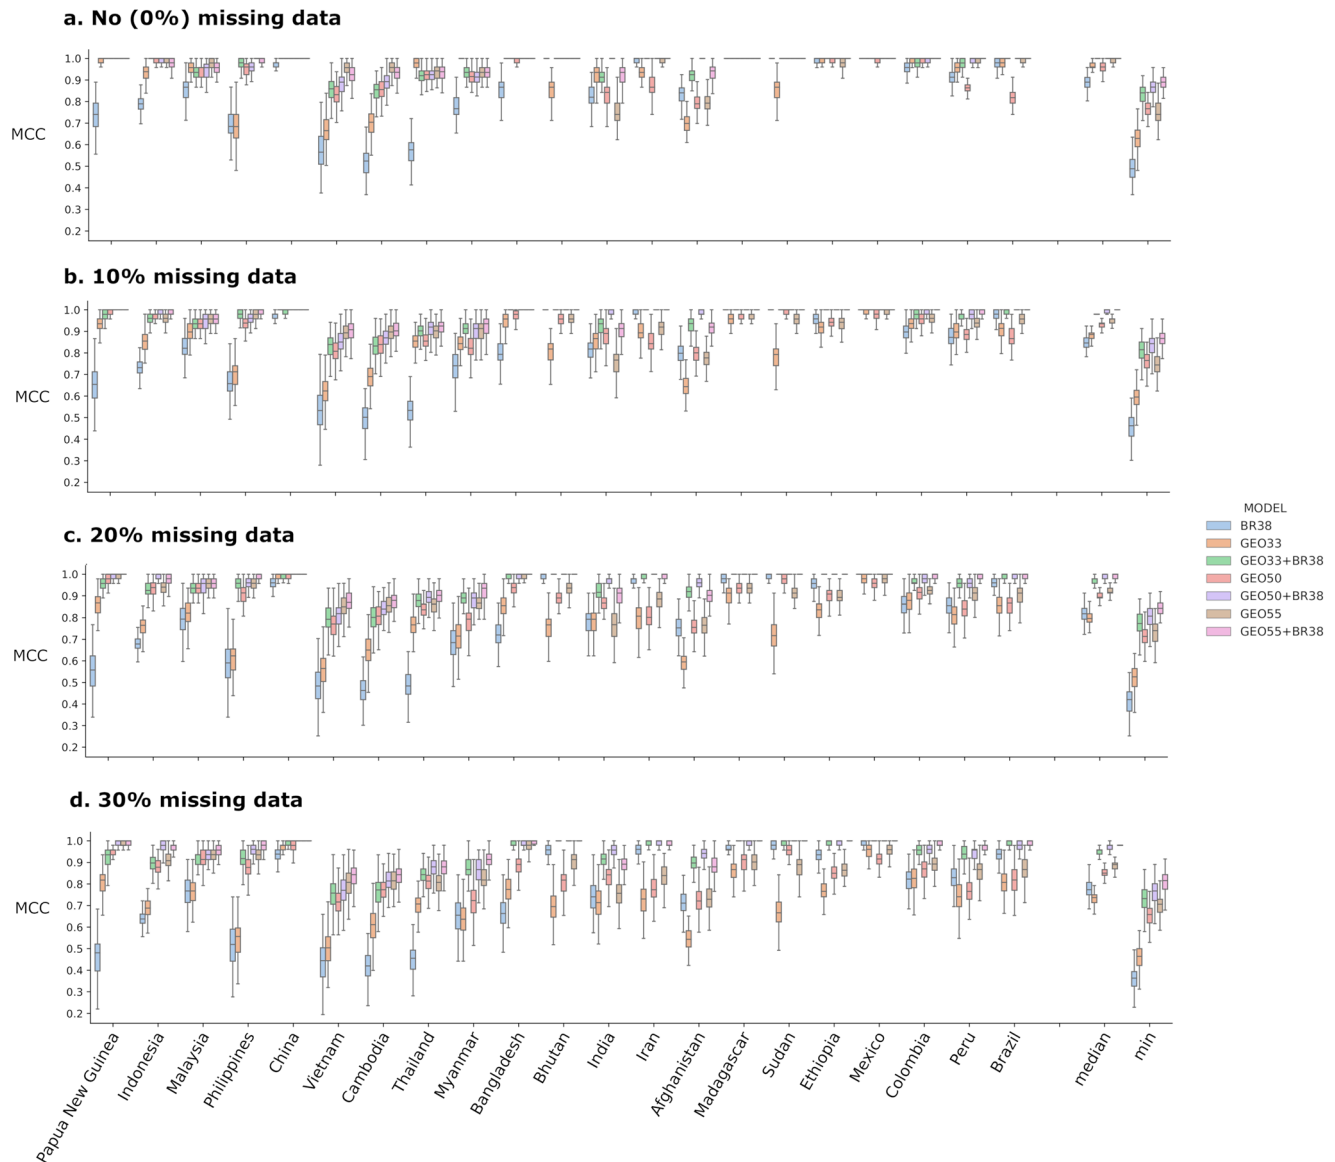 a. No (0%) missing data
1.0
0.9
0.8
0.7
0.6
0.5
0.4
0.3
0.2
MCC
b. 10% missing data
1.0
0.9
0.8
0.7
0.6
0.5
0.4
0.3
0.2
MCC
c. 20% missing data
1.0
0.9
0.8
0.7
0.6
0.5
0.4
0.3
0.2
MCC
d. 30% missing data
1.0
0.9
0.8
0.7
0.6
0.5
0.4
0.3
0.2
MCC
Papua New Guinea
Indonesia
Malaysia
Philippines
China
Vietnam
Cambodia
Thailand
Myanmar
Bangladesh
Bhutan
India
Iran
Afghanistan
Madagascar
Sudan
Ethiopia
Mexico
Colombia
Peru
Brazil
median
min
MODEL
BR38
GEO33
GEO33+BR38
GEO50
GEO50+BR38
GEO55
GEO55+BR38